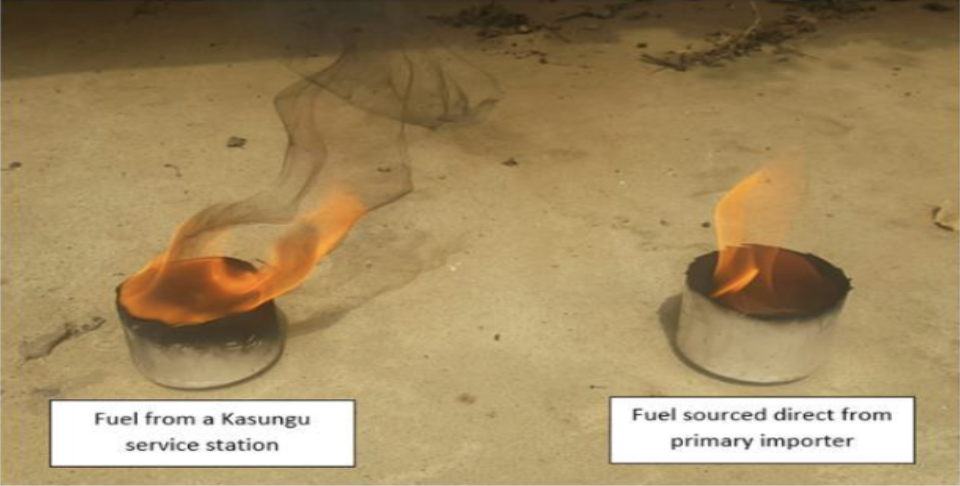 Fuel from a Kasungu
service station
Fuel sourced direct from
primary importer